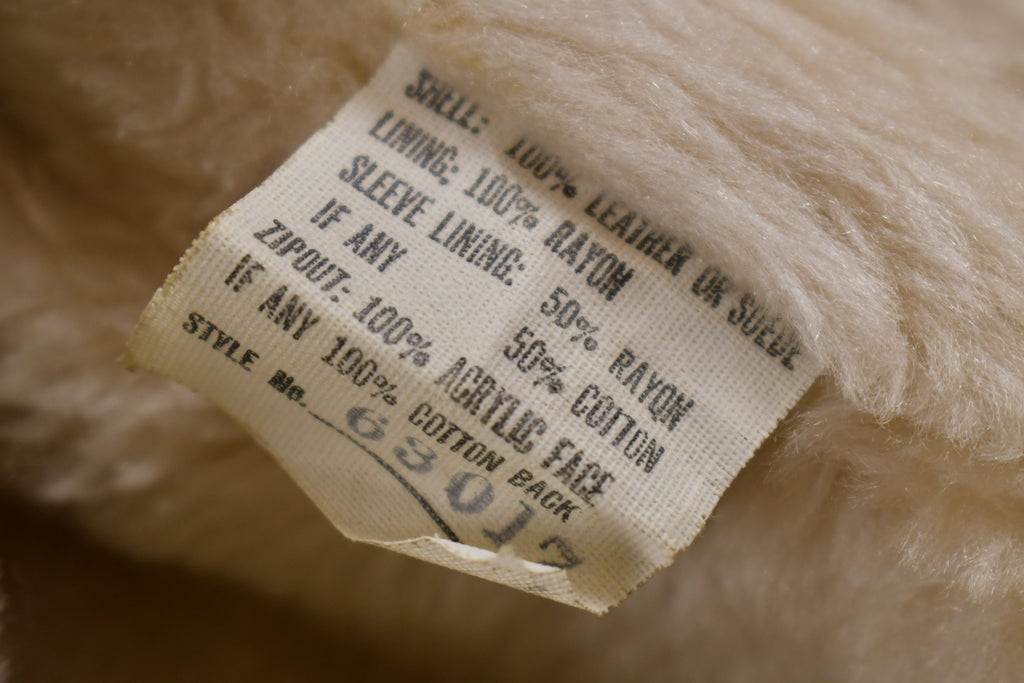 SHELL: 100% LEATHER OR SUEDE
LINING: 100% RAYON
SLEEVE LINING: 50% RAYON
IF ANY 50% COTTON
ZIPOUT: 100% ACRYLIC FACE
IF ANY 100% COTTON BACK
STYLE No. 63017